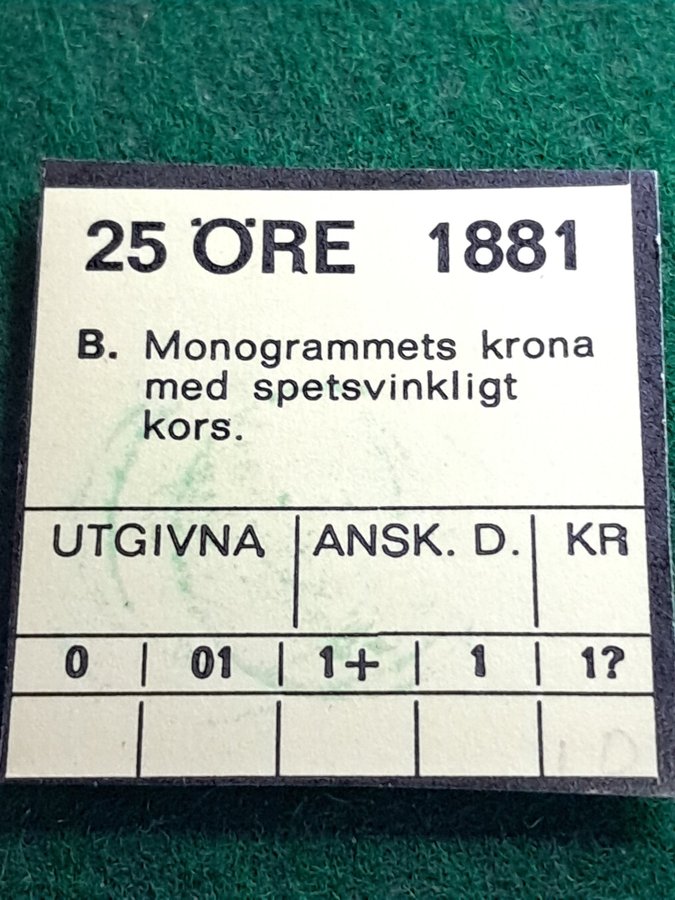 25 ÖRE 1881
B. Monogrammets krona
med spetsvinkligt
kors.
UTGIVNA ANSK. D. KR
0 01 1+ 1 1?